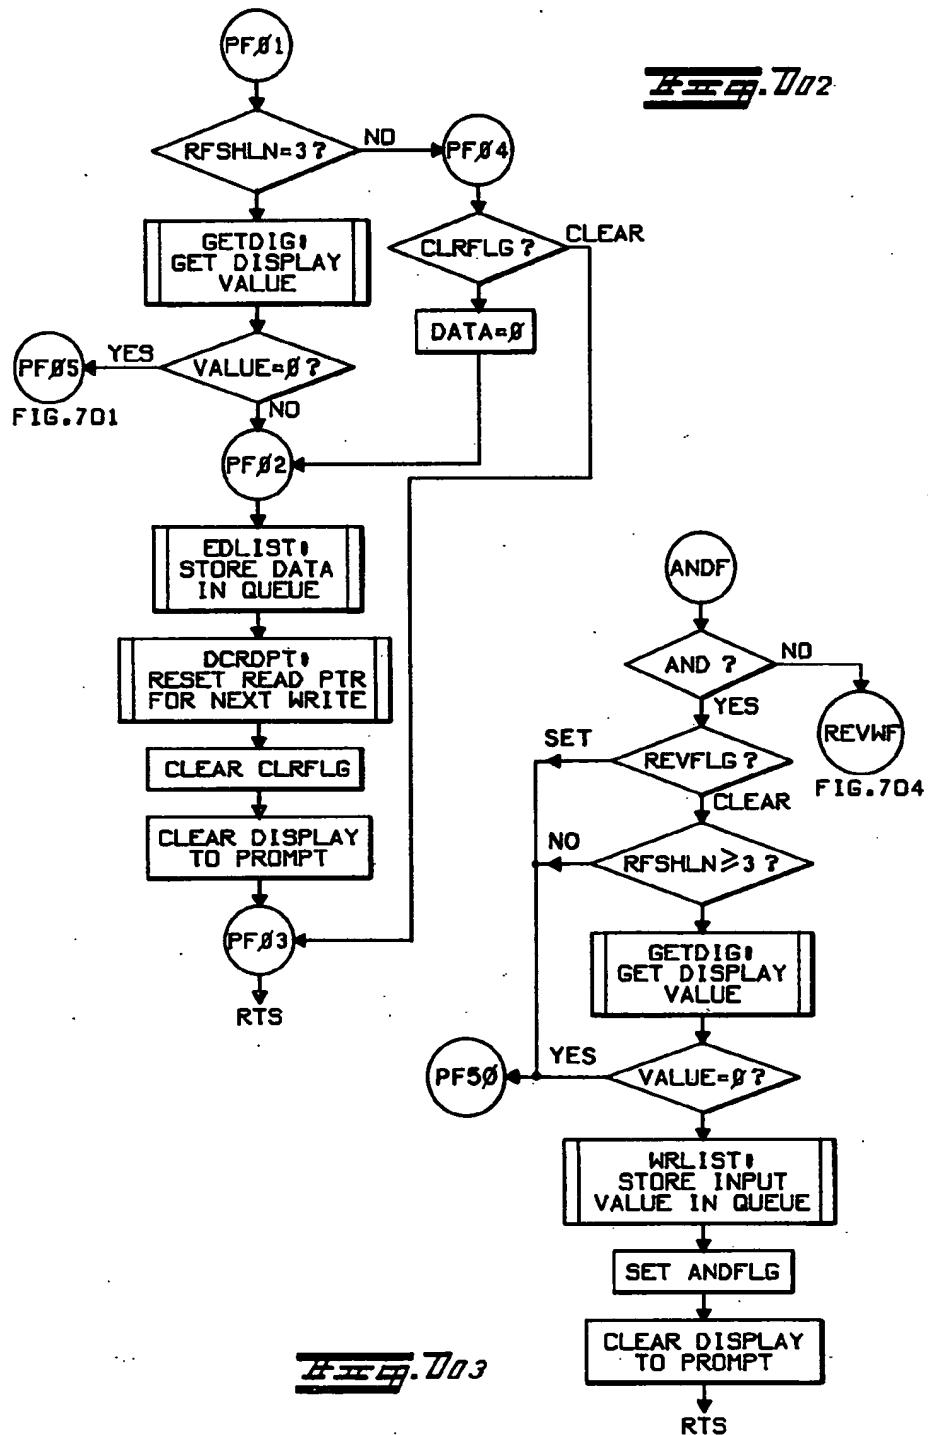 PFØ1
Fig. 702
RFSHLN=3?
NO
PFØ4
GETDIG:
GET DISPLAY
VALUE
CLRFLG?
CLEAR
DATA=Ø
PFØ5
YES
VALUE=Ø?
FIG.701
NO
PFØ2
EDLIST:
STORE DATA
IN QUEUE
DCRDPT:
RESET READ PTR
FOR NEXT WRITE
CLEAR CLRFLG
CLEAR DISPLAY
TO PROMPT
PFØ3
RTS
ANDF
AND ?
NO
YES
REVWF
FIG.704
SET
REVFLG?
CLEAR
NO
RFSHLN≥3?
GETDIG:
GET DISPLAY
VALUE
PF5Ø
YES
VALUE=Ø?
WRLIST:
STORE INPUT
VALUE IN QUEUE
SET ANDFLG
CLEAR DISPLAY
TO PROMPT
RTS
Fig. 703